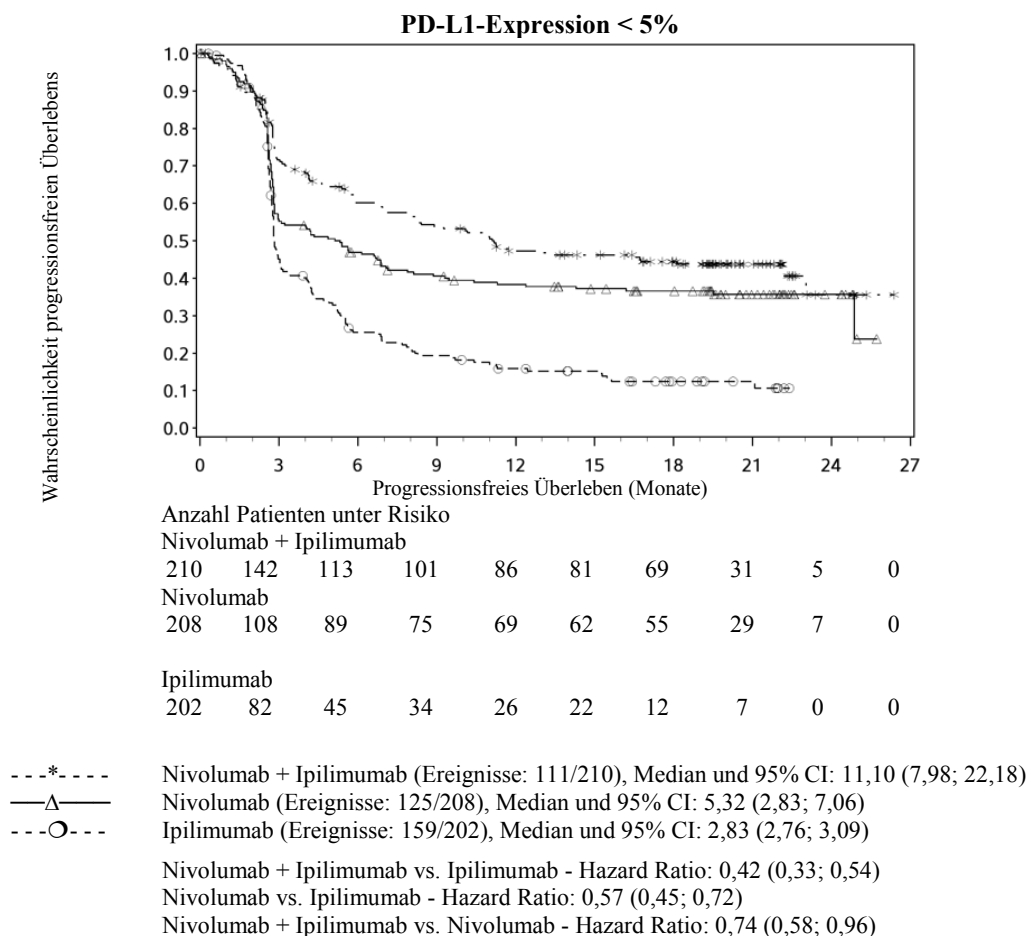 PD-L1-Expression < 5%
Wahrscheinlichkeit progressionsfreien Überlebens
1.0
0.9
0.8
0.7
0.6
0.5
0.4
0.3
0.2
0.1
0.0
0 3 6 9 12 15 18 21 24 27
Progressionsfreies Überleben (Monate)
Anzahl Patienten unter Risiko
Nivolumab + Ipilimumab
210 142 113 101 86 81 69 31 5 0
Nivolumab
208 108 89 75 69 62 55 29 7 0
Ipilimumab
202 82 45 34 26 22 12 7 0 0
- - -*- - - - Nivolumab + Ipilimumab (Ereignisse: 111/210), Median und 95% CI: 11,10 (7,98; 22,18)
——Δ—— Nivolumab (Ereignisse: 125/208), Median und 95% CI: 5,32 (2,83; 7,06)
- - -❍- - - Ipilimumab (Ereignisse: 159/202), Median und 95% CI: 2,83 (2,76; 3,09)
Nivolumab + Ipilimumab vs. Ipilimumab - Hazard Ratio: 0,42 (0,33; 0,54)
Nivolumab vs. Ipilimumab - Hazard Ratio: 0,57 (0,45; 0,72)
Nivolumab + Ipilimumab vs. Nivolumab - Hazard Ratio: 0,74 (0,58; 0,96)